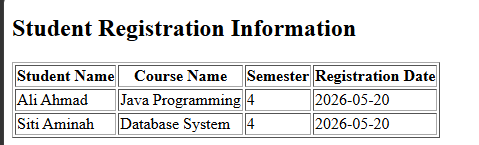 Student Registration Information
Student Name Course Name Semester Registration Date
Ali Ahmad Java Programming 4 2026-05-20
Siti Aminah Database System 4 2026-05-20